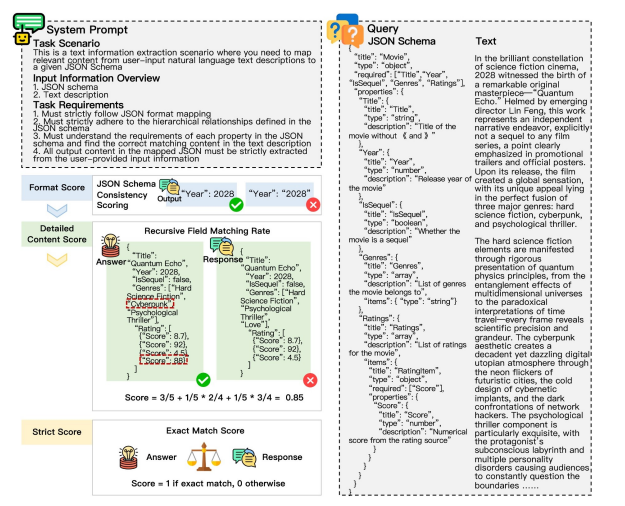 System Prompt
Task Scenario
This is a text information extraction scenario where you need to map
relevant content from user-input natural language text descriptions to
a given JSON Schema
Input Information Overview
1. JSON schema
2. Text description
Task Requirements
1. Must strictly follow JSON format mapping
2. Must strictly adhere to the hierarchical relationships defined in the
JSON schema
3. Must understand the requirements of each property in the JSON
schema and find the correct matching content in the text description
4. All output content in the mapped JSON must be strictly extracted
from the user-provided input information
Format Score
JSON Schema
Consistency
Scoring
Output
"Year": 2028
"Year": "2028"
Detailed
Content Score
Recursive Field Matching Rate
Answer
{
"Title":
"Quantum Echo",
"Year": 2028,
"IsSequel": false,
"Genres": ["Hard
Science Fiction",
"Cyberpunk",
"Psychological
Thriller"],
"Rating": [
{"Score": 8.7},
{"Score": 92},
{"Score": 4.5},
{"Score": 88}
]
}
Response
{
"Title":
"Quantum Echo",
"Year": 2028,
"IsSequel": false,
"Genres": ["Hard
Science Fiction",
"Psychological
Thriller",
"Love"],
"Rating": [
{"Score": 8.7},
{"Score": 92},
{"Score": 4.5}
]
}
Score = 3/5 + 1/5 * 2/4 + 1/5 * 3/4 = 0.85
Strict Score
Exact Match Score
Answer
Response
Score = 1 if exact match, 0 otherwise
Query
JSON Schema
{
"title": "Movie",
"type": "object",
"required": ["Title","Year",
"IsSequel", "Genres", "Ratings"],
"properties": {
"Title": {
"title": "Title",
"type": "string",
"description": "Title of the
movie without 《 and 》"
},
"Year": {
"title": "Year",
"type": "number",
"description": "Release year of
the movie"
},
"IsSequel": {
"title": "IsSequel",
"type": "boolean",
"description": "Whether the
movie is a sequel"
},
"Genres": {
"title": "Genres",
"type": "array",
"description": "List of genres
the movie belongs to",
"items": { "type": "string"}
},
"Ratings": {
"title": "Ratings",
"type": "array",
"description": "List of ratings
for the movie",
"items": {
"title": "RatingItem",
"type": "object",
"required": ["Score"],
"properties": {
"Score": {
"title": "Score",
"type": "number",
"description": "Numerical
score from the rating source"
}
}
}
}
}
}
Text
In the brilliant constellation
of science fiction cinema,
2028 witnessed the birth of
a remarkable original
masterpiece—"Quantum
Echo." Helmed by emerging
director Lin Feng, this work
represents an independent
narrative endeavor, explicitly
not a sequel to any film
series, a point clearly
emphasized in promotional
trailers and official posters.
Upon its release, the film
created a global sensation,
with its unique appeal lying
in the perfect fusion of
three major genres: hard
science fiction, cyberpunk,
and psychological thriller.
The hard science fiction
elements are manifested
through rigorous
presentation of quantum
physics principles, from the
entanglement effects of
multidimensional universes
to the paradoxical
interpretations of time
travel—every frame reveals
scientific precision and
grandeur. The cyberpunk
aesthetic creates a
decadent yet dazzling digital
utopian atmosphere through
the neon flickers of
futuristic cities, the cold
design of cybernetic
implants, and the dark
confrontations of network
hackers. The psychological
thriller component is
particularly exquisite, with
the protagonist's
subconscious labyrinth and
multiple personality
disorders causing audiences
to constantly question the
boundaries ……